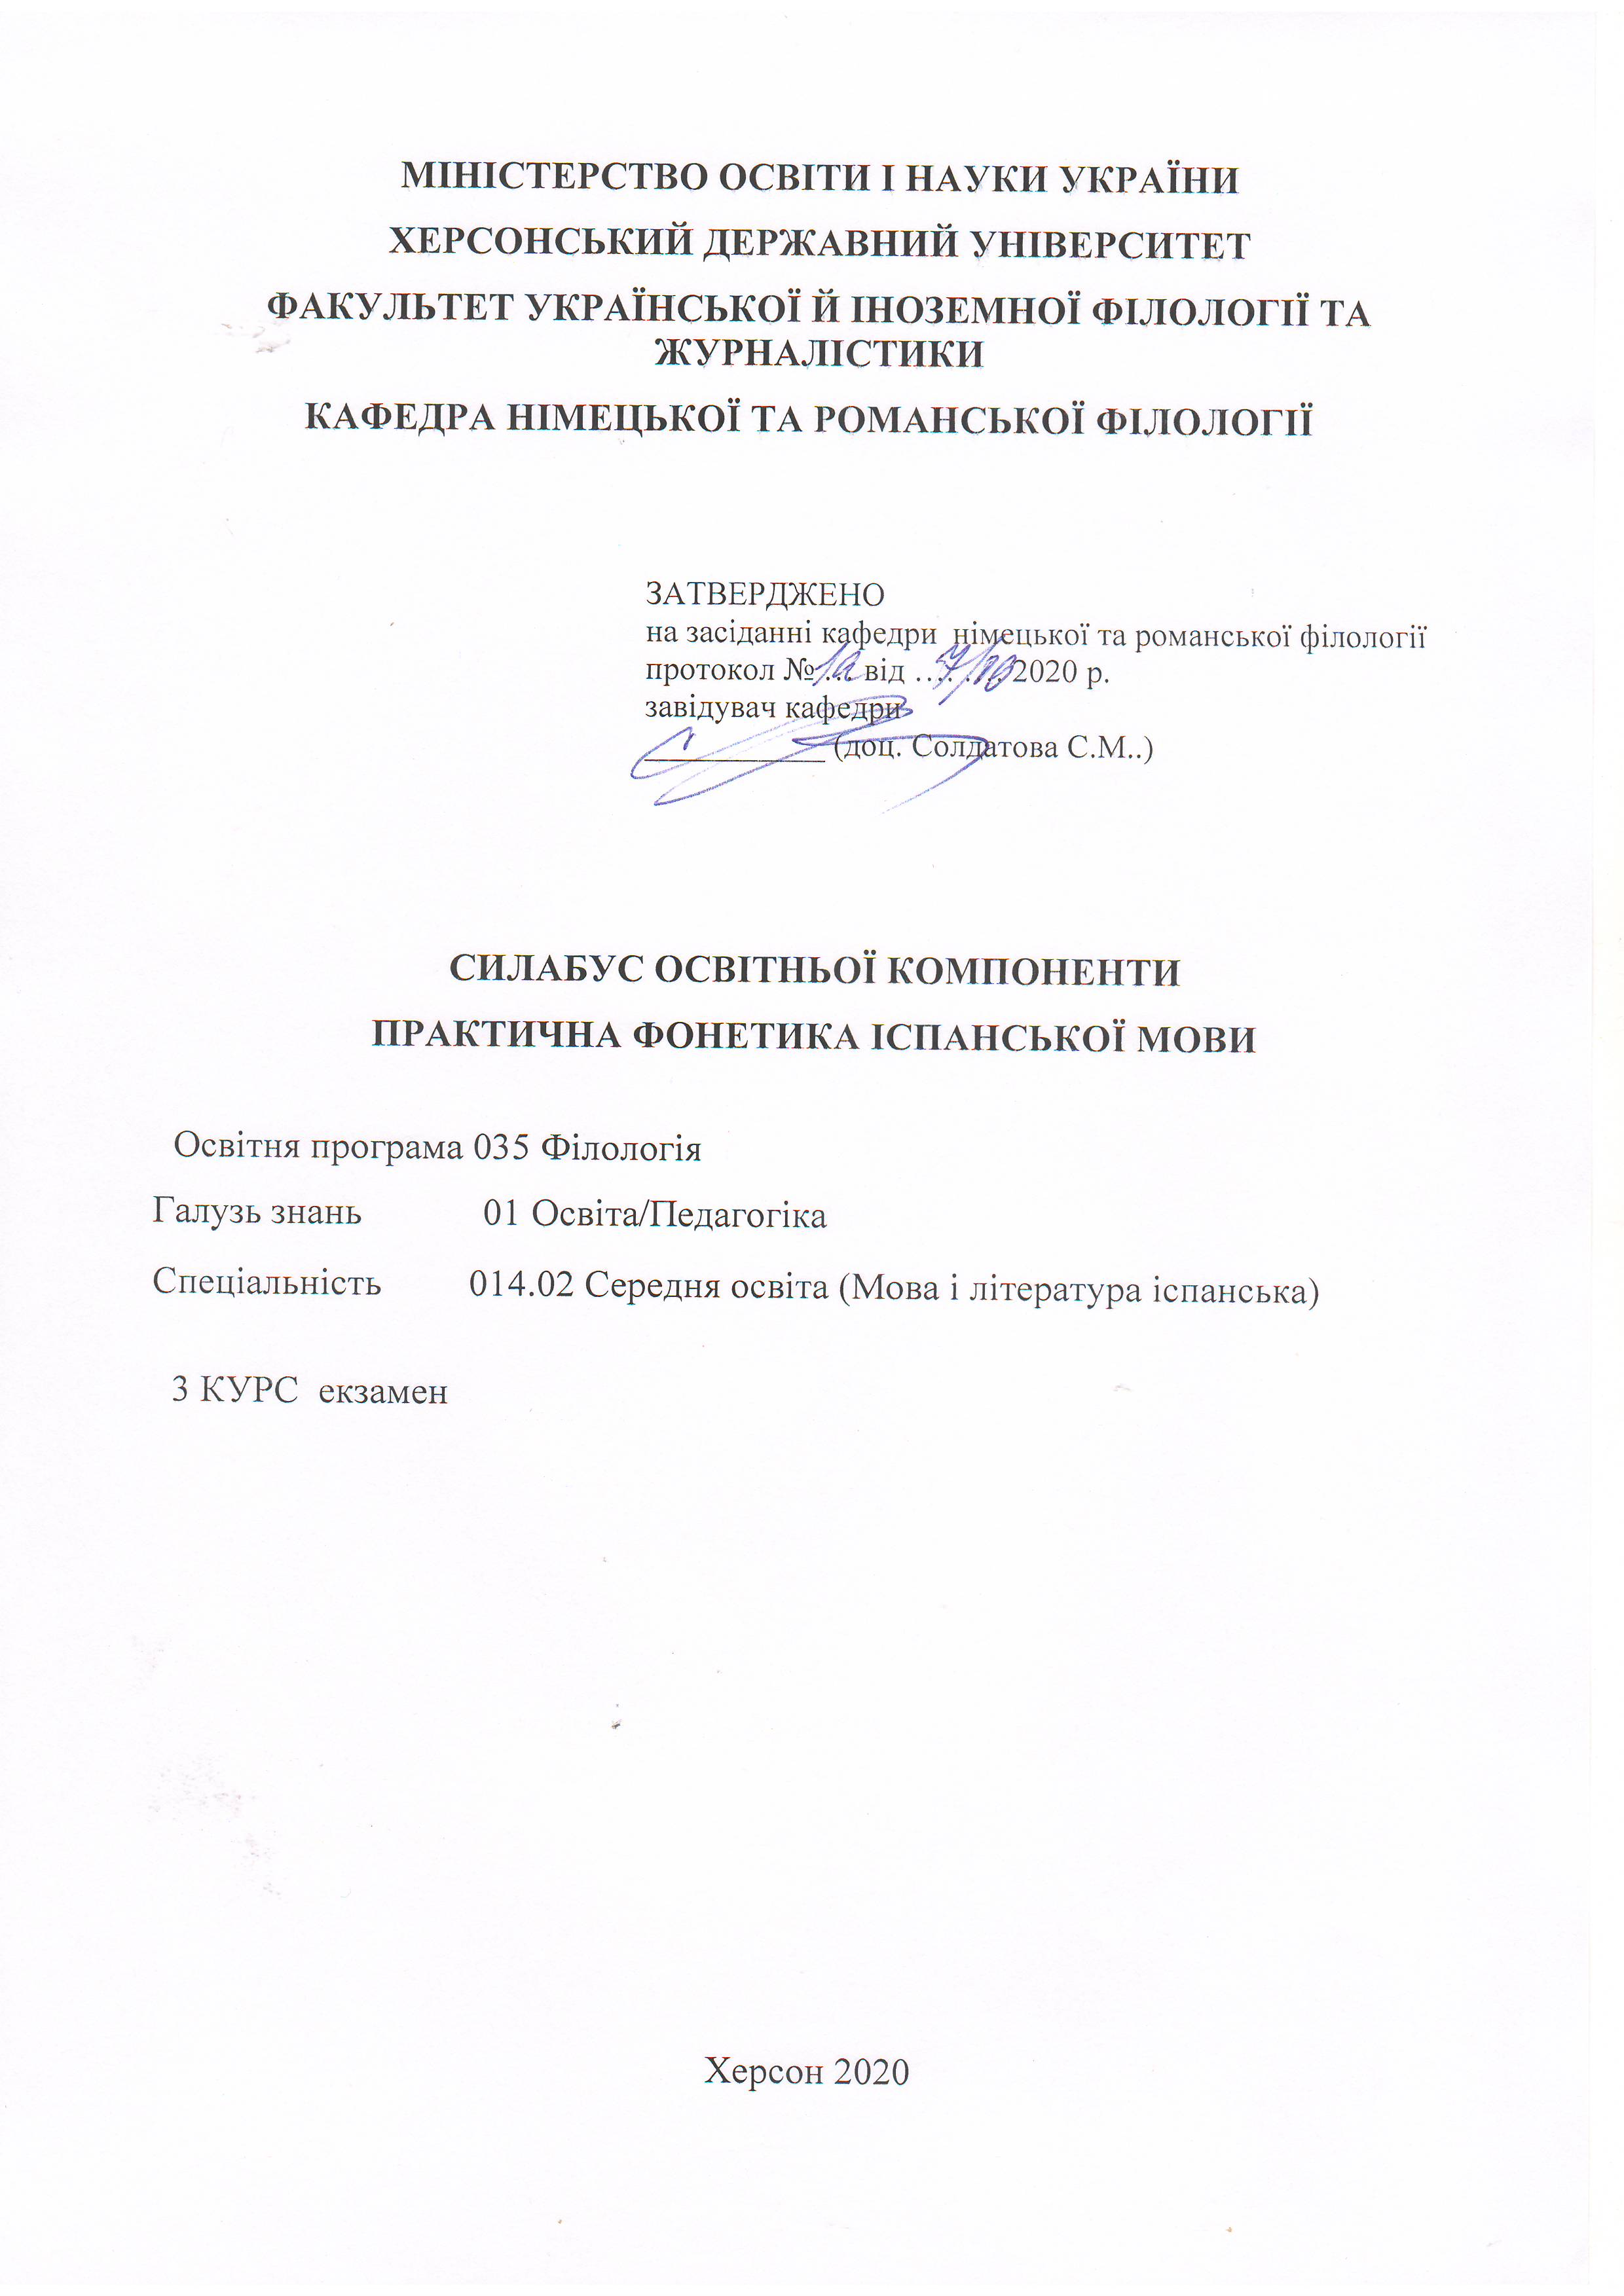 МІНІСТЕРСТВО ОСВІТИ І НАУКИ УКРАЇНИ
ХЕРСОНСЬКИЙ ДЕРЖАВНИЙ УНІВЕРСИТЕТ
ФАКУЛЬТЕТ УКРАЇНСЬКОЇ Й ІНОЗЕМНОЇ ФІЛОЛОГІЇ ТА
ЖУРНАЛІСТИКИ
КАФЕДРА НІМЕЦЬКОЇ ТА РОМАНСЬКОЇ ФІЛОЛОГІЇ
ЗАТВЕРДЖЕНО
на засіданні кафедри німецької та романської філології
протокол № від 2020 р.
завідувач кафедри
____________ (доц. Солдатова С.М..)
СИЛАБУС ОСВІТНЬОЇ КОМПОНЕНТИ
ПРАКТИЧНА ФОНЕТИКА ІСПАНСЬКОЇ МОВИ
Освітня програма 035 Філологія
Галузь знань 01 Освіта/Педагогіка
Спеціальність 014.02 Середня освіта (Мова і література іспанська)
3 КУРС екзамен
Херсон 2020